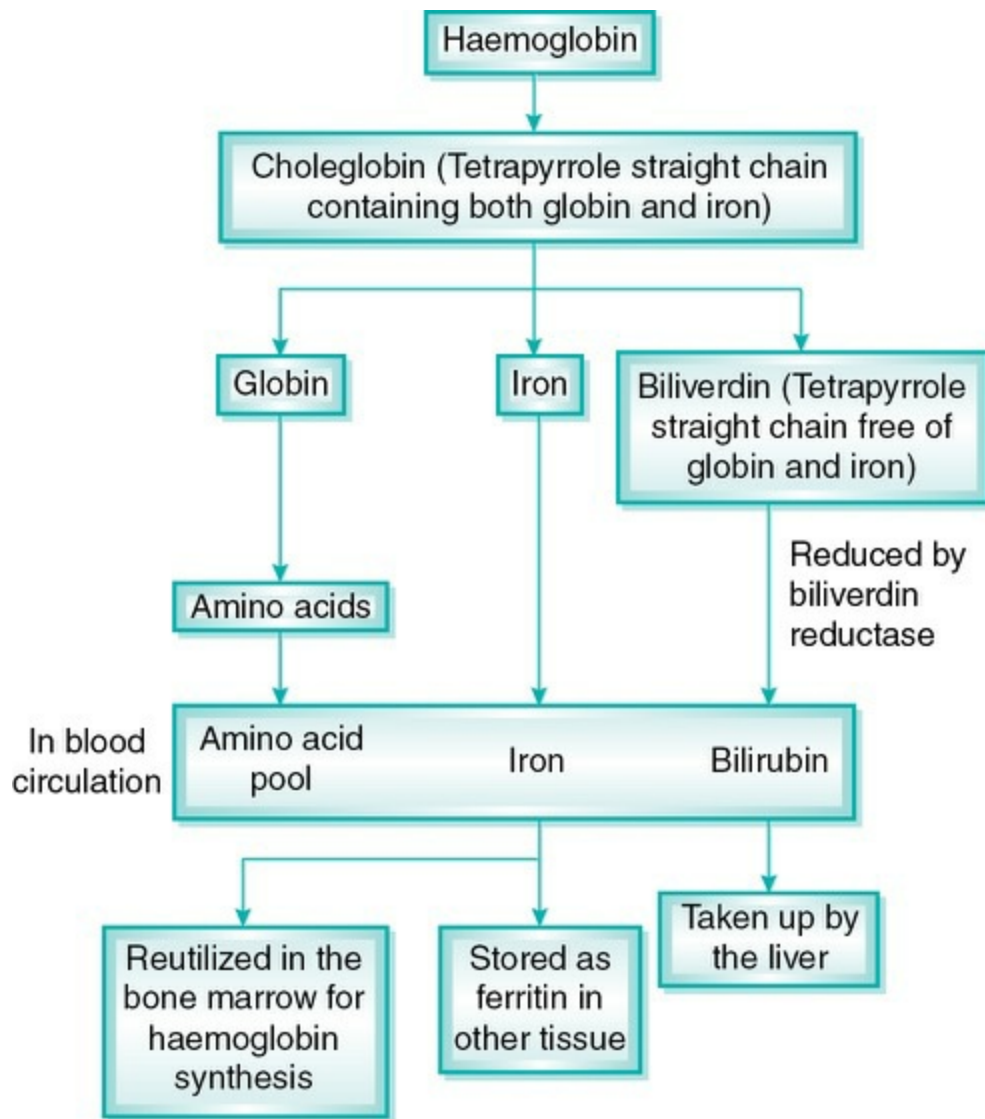 Haemoglobin
Choleglobin (Tetrapyrrole straight chain
containing both globin and iron)
Globin
Iron
Biliverdin (Tetrapyrrole
straight chain free of
globin and iron)
Reduced by
biliverdin
reductase
Amino acids
In blood
circulation
Amino acid
pool
Iron
Bilirubin
Reutilized in the
bone marrow for
haemoglobin
synthesis
Stored as
ferritin in
other tissue
Taken up by
the liver